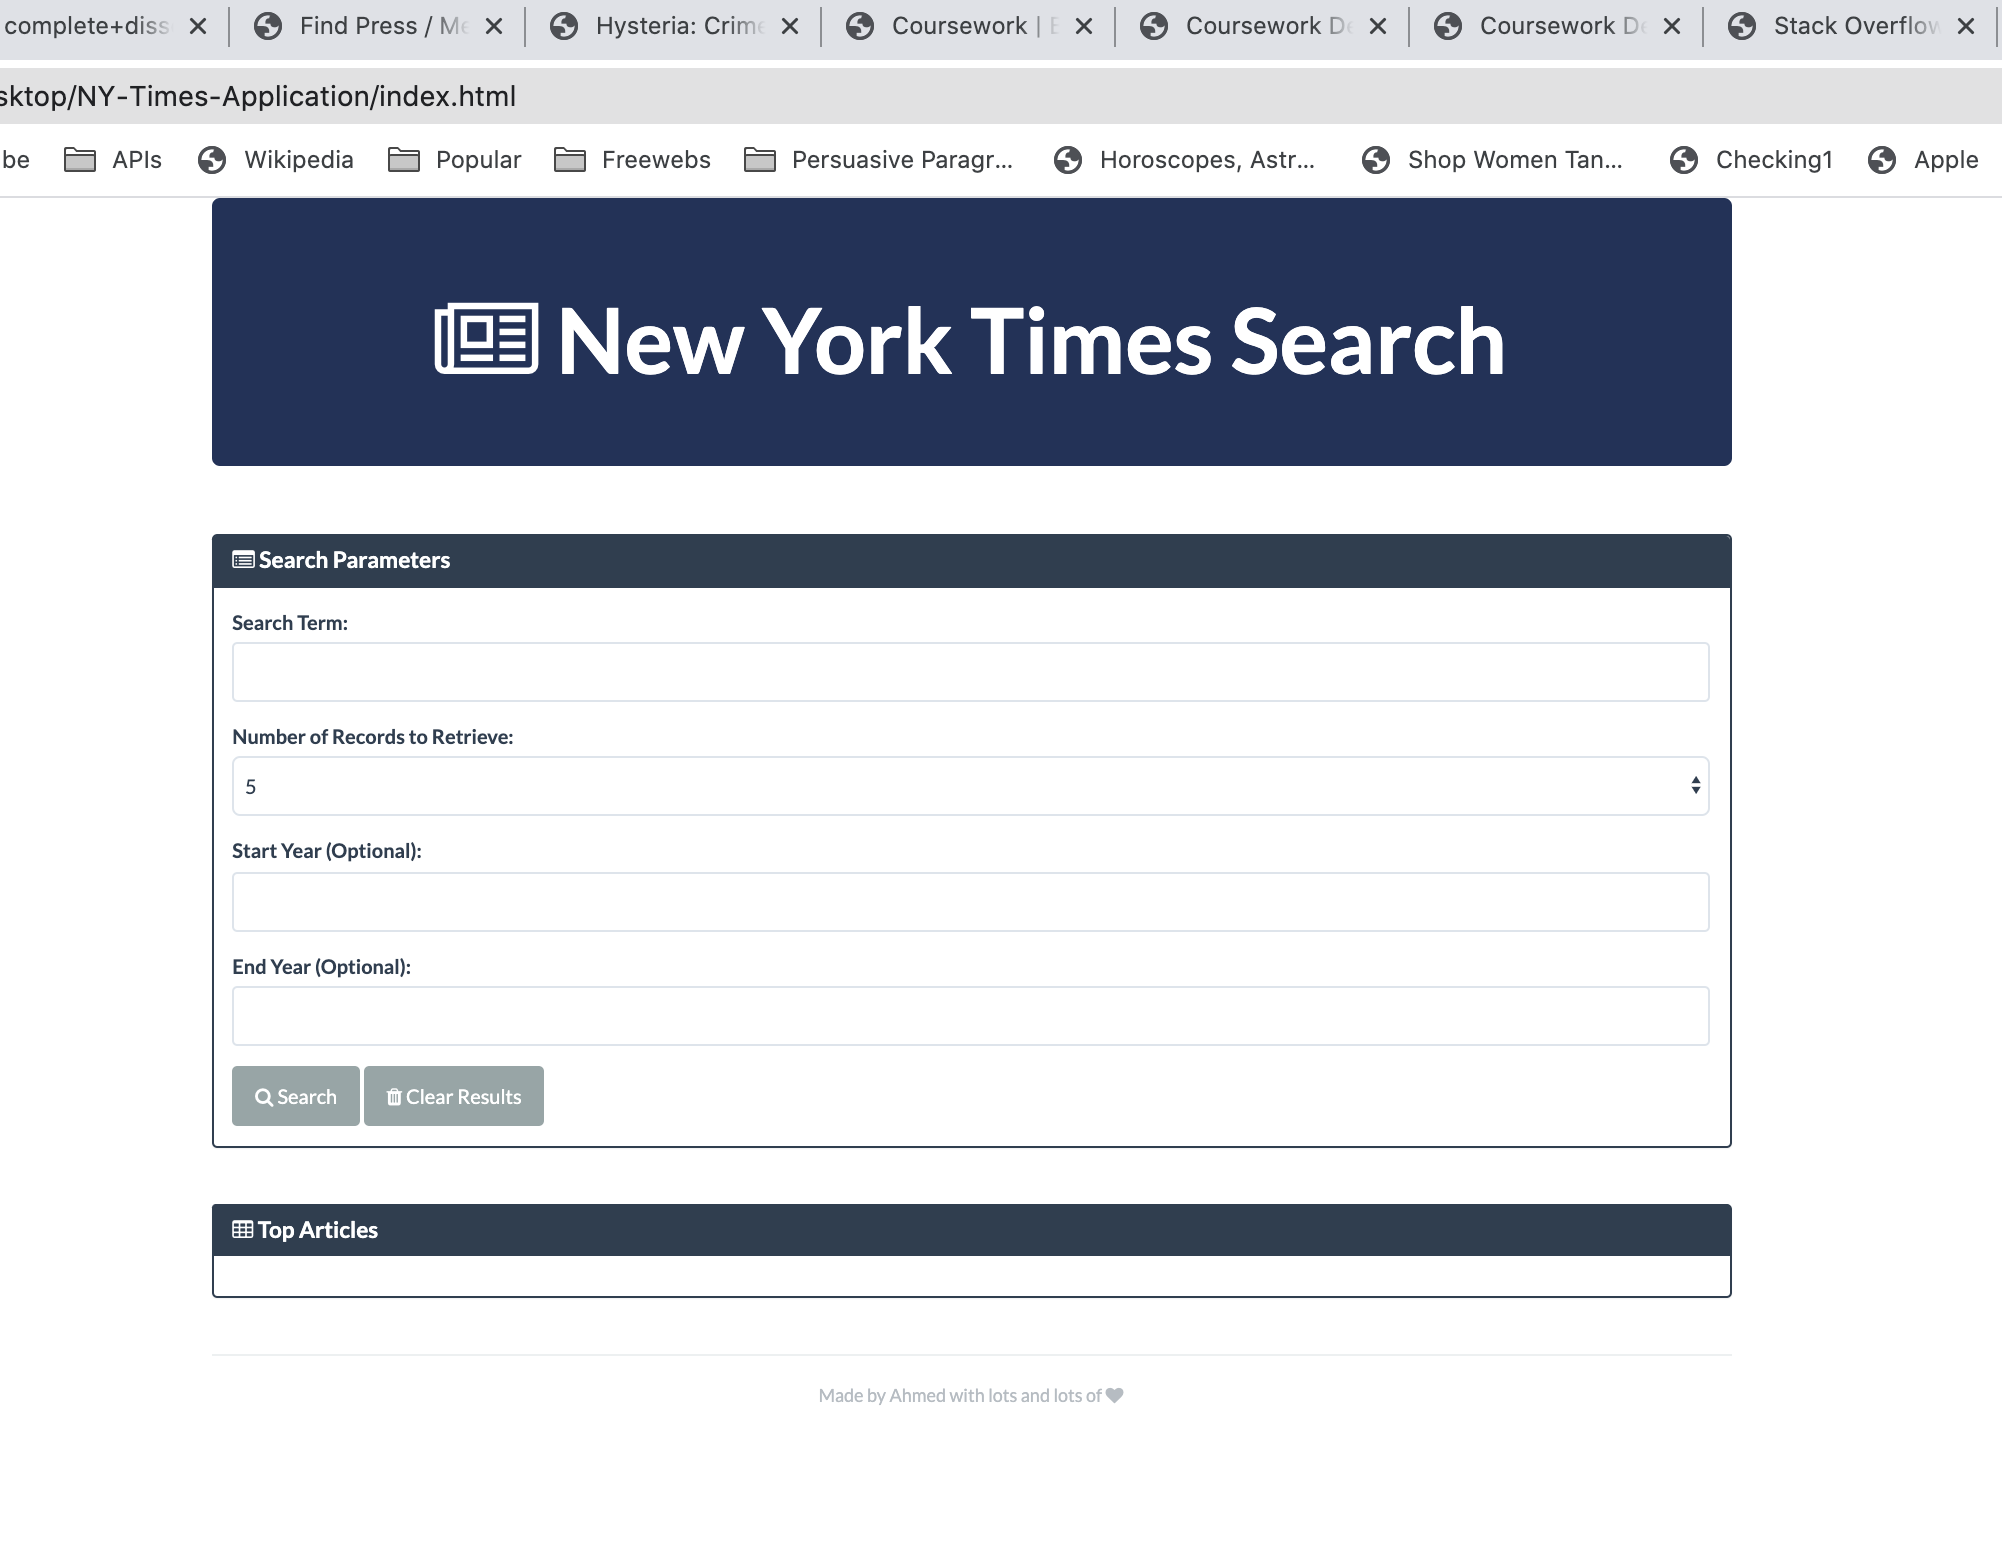 complete+diss Find Press / Me Hysteria: Crime Coursework | Coursework De Coursework De Stack Overflow
sktop/NY-Times-Application/index.html
be APIs Wikipedia Popular Freewebs Persuasive Paragr... Horoscopes, Astr... Shop Women Tan... Checking1 Apple
New York Times Search
Search Parameters
Search Term:
Number of Records to Retrieve:
5
Start Year (Optional):
End Year (Optional):
Search Clear Results
Top Articles
Made by Ahmed with lots and lots of